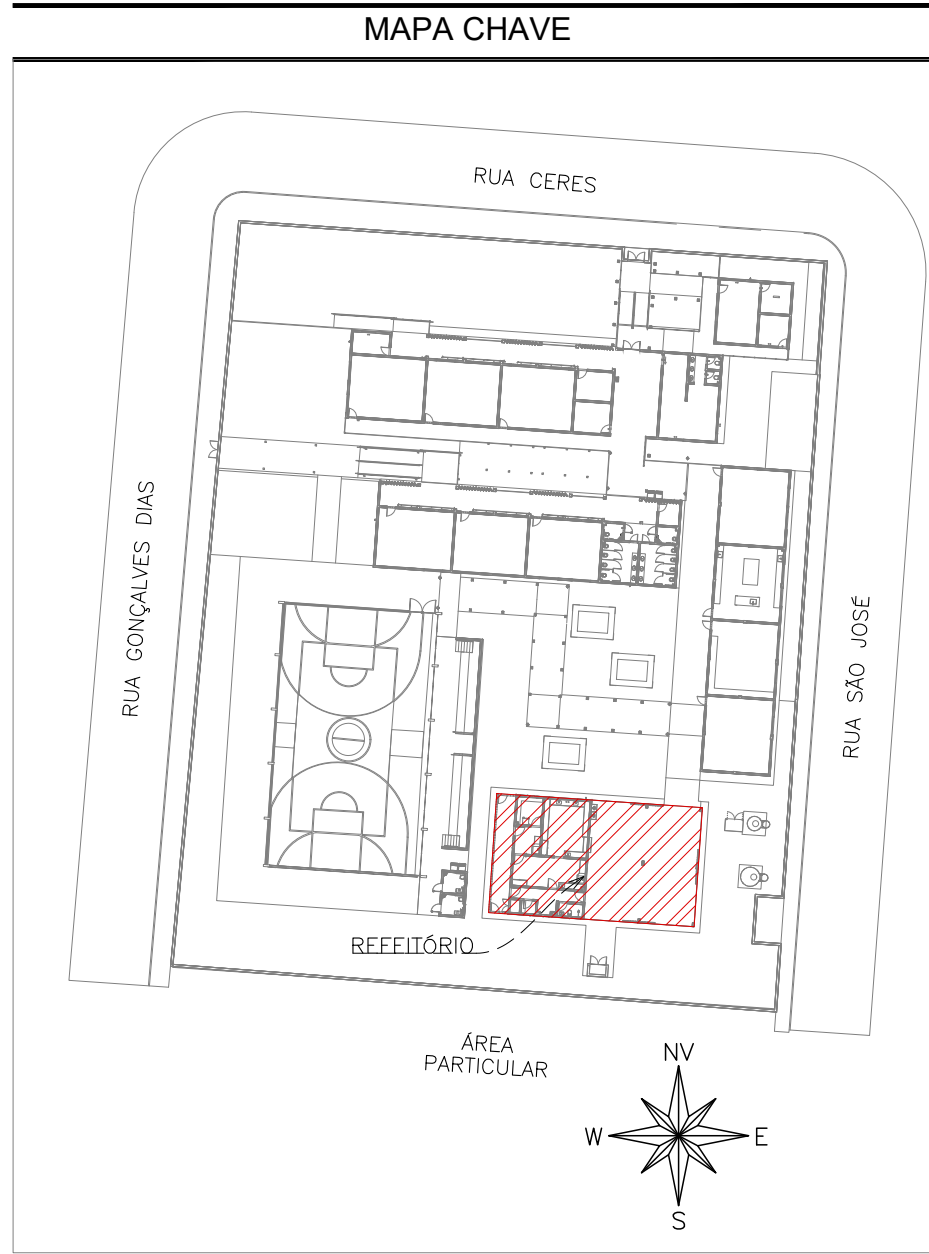 MAPA CHAVE
RUA CERES
RUA GONÇALVES DIAS
RUA SÃO JOSÉ
REFEITÓRIO
ÁREA
PARTICULAR
NV
W
E
S